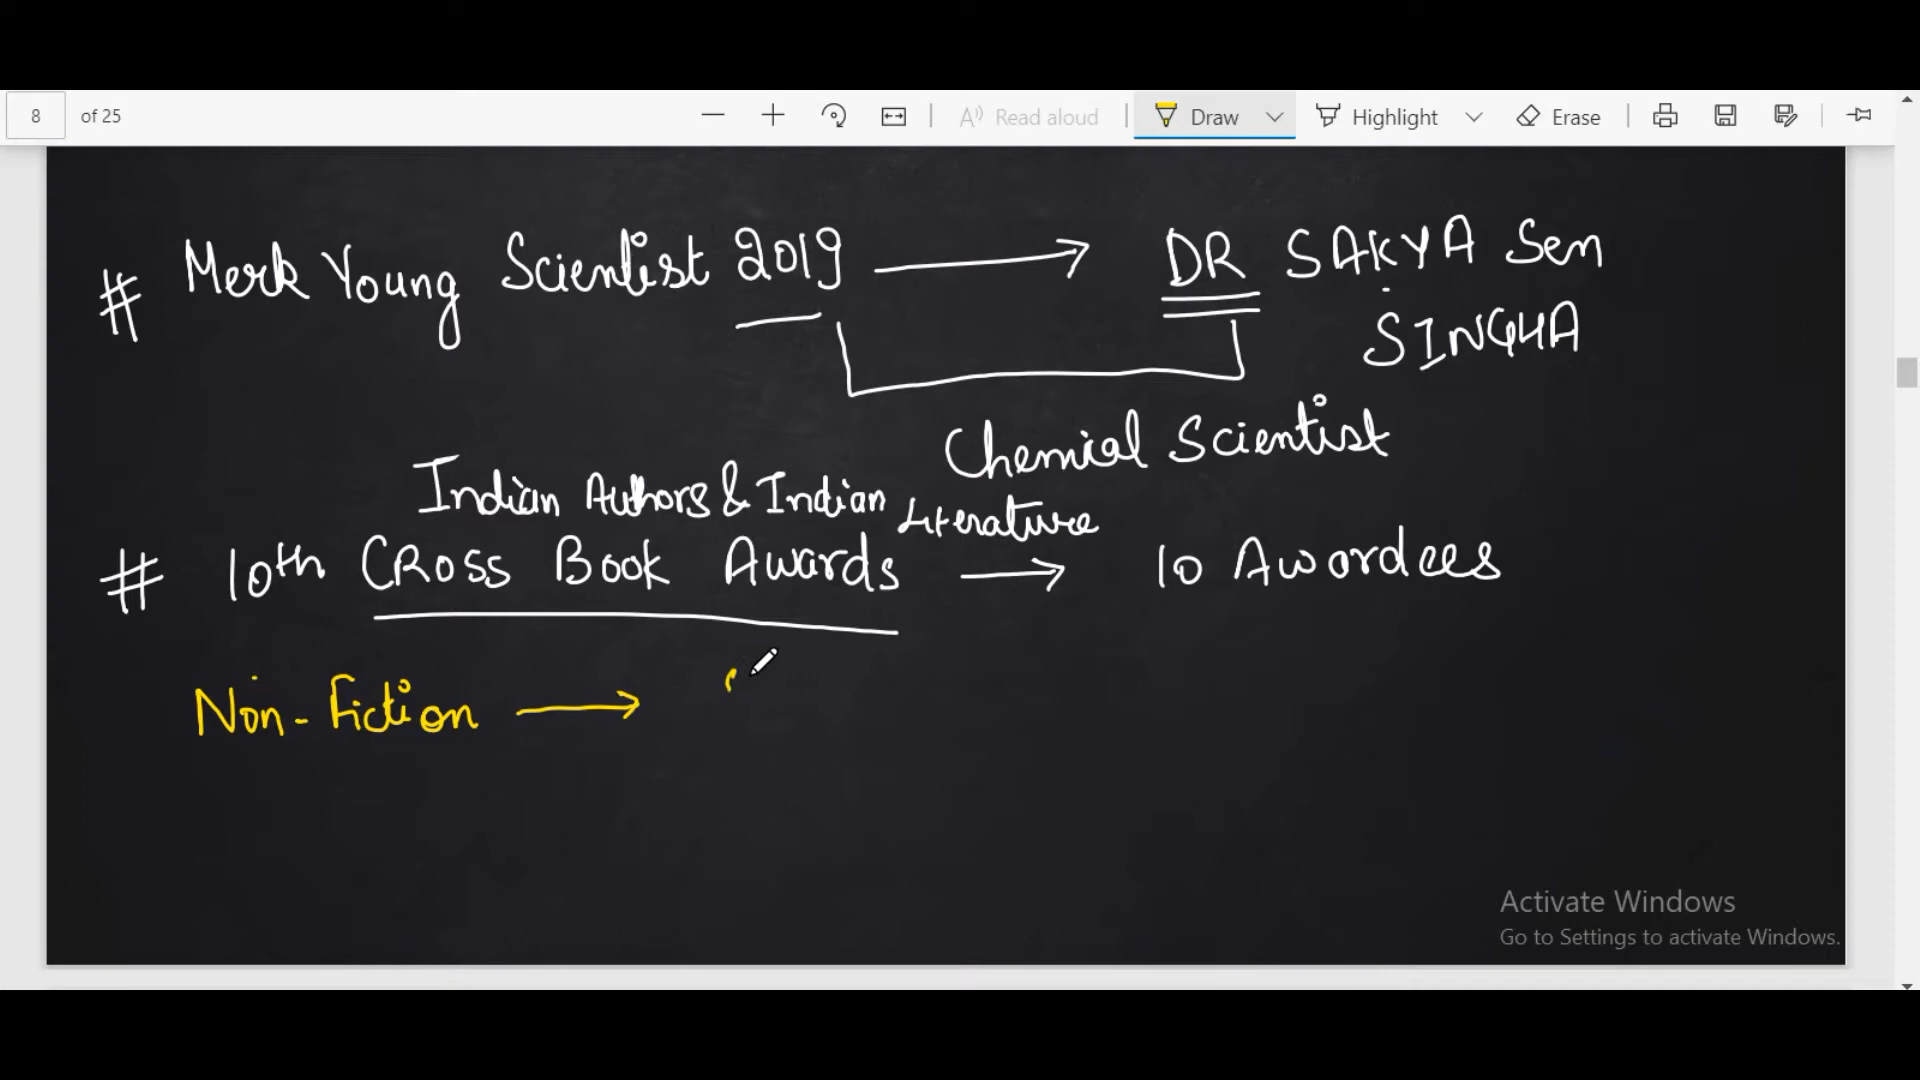 8 of 25 Read aloud Draw Highlight Erase
# Merk Young Scientist 2019 → DR SAKYA Sen
SINGHA
Chemial Scientist
Indian Authors & Indian Literature
# 10th CROSS Book Awards → 10 Awardees
Non-Fiction →
Activate Windows
Go to Settings to activate Windows.